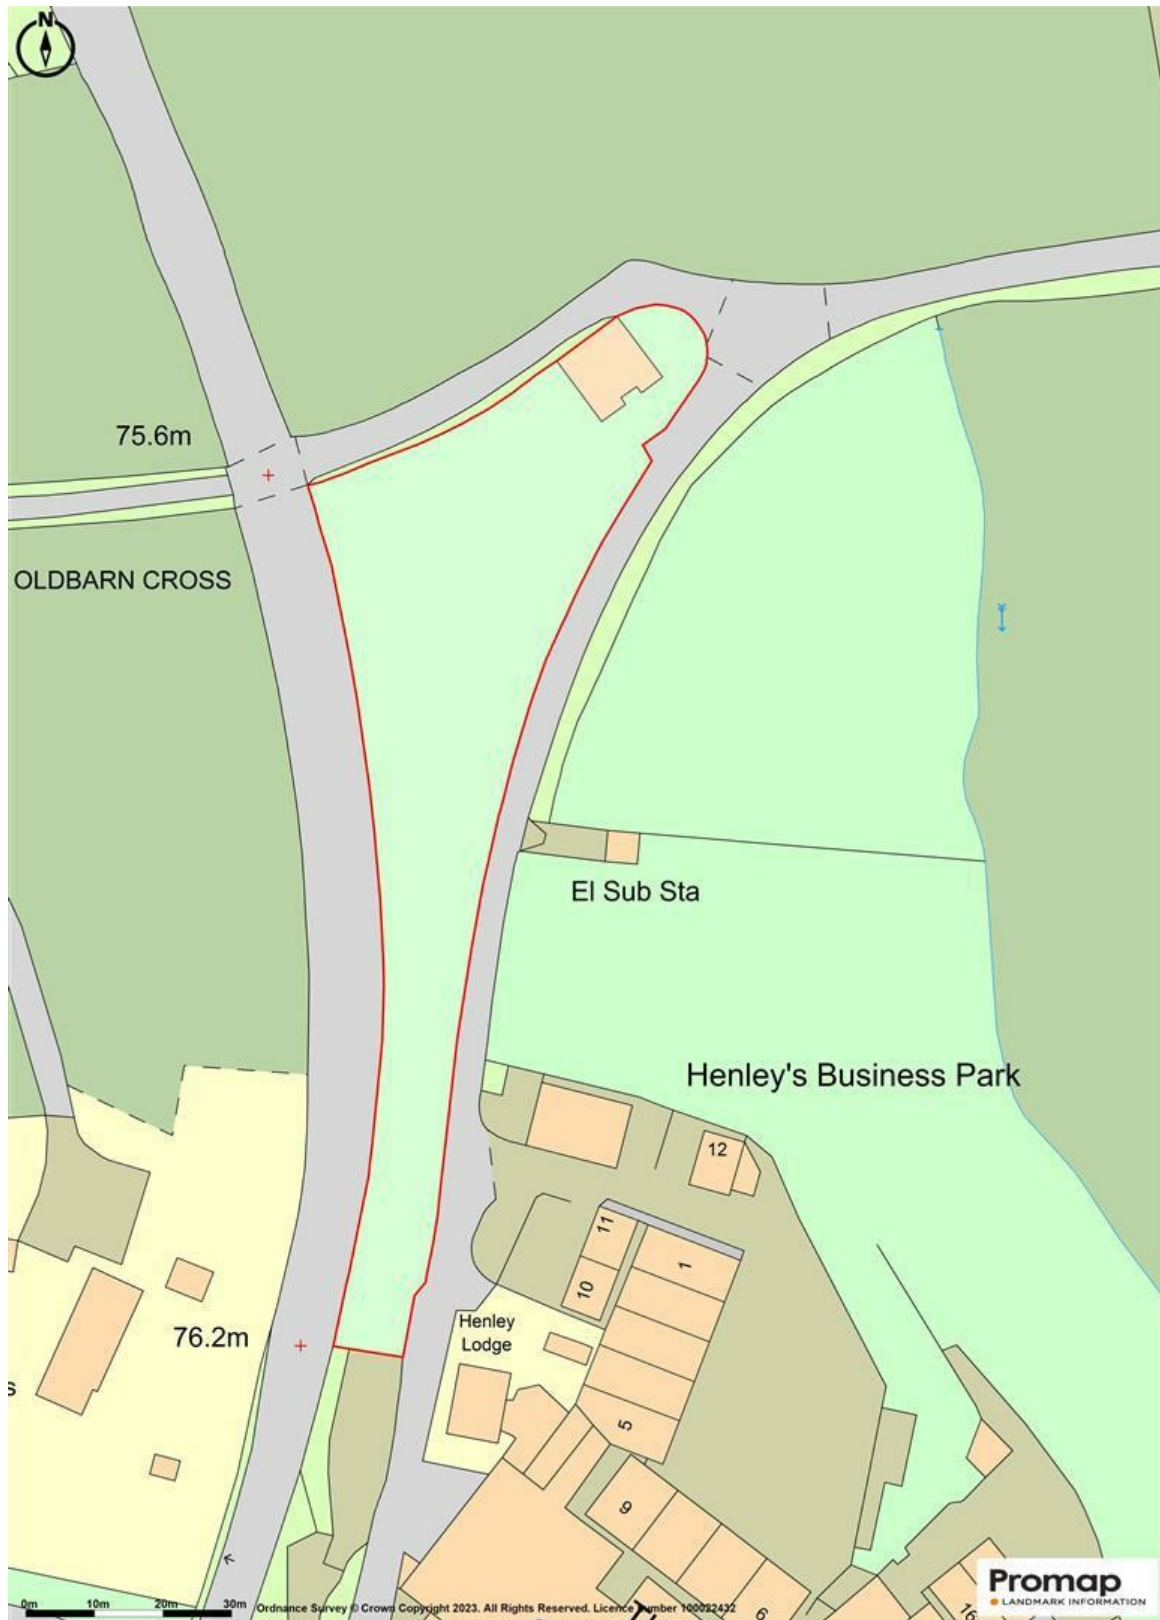 N
75.6m
OLDBARN CROSS
El Sub Sta
Henley's Business Park
12
11
1
10
Henley
Lodge
76.2m
s
5
9
6
16
0m 10m 20m 30m
Ordnance Survey © Crown Copyright 2023. All Rights Reserved. Licence number 100022432
Promap
LANDMARK INFORMATION